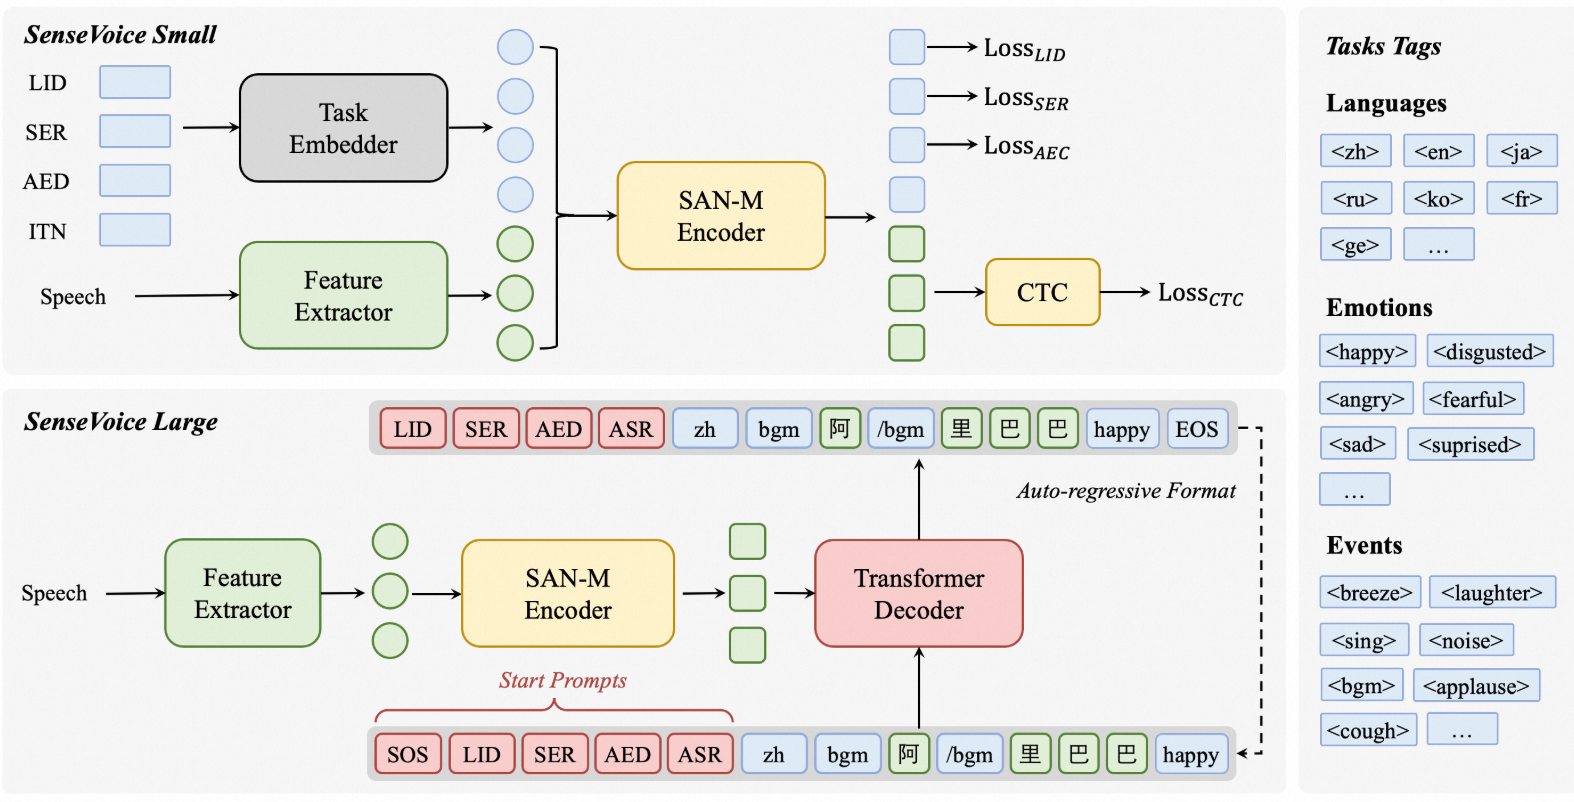 SenseVoice Small
LID
SER
AED
ITN
Speech
Task
Embedder
Feature
Extractor
SAN-M
Encoder
Loss_LID
Loss_SER
Loss_AEC
CTC
Loss_CTC
SenseVoice Large
LID SER AED ASR zh bgm 阿 /bgm 里 巴 巴 happy EOS
Auto-regressive Format
Speech
Feature
Extractor
SAN-M
Encoder
Transformer
Decoder
Start Prompts
SOS LID SER AED ASR zh bgm 阿 /bgm 里 巴 巴 happy
Tasks Tags
Languages
<zh> <en> <ja>
<ru> <ko> <fr>
<ge> ...
Emotions
<happy> <disgusted>
<angry> <fearful>
<sad> <suprised>
...
Events
<breeze> <laughter>
<sing> <noise>
<bgm> <applause>
<cough> ...